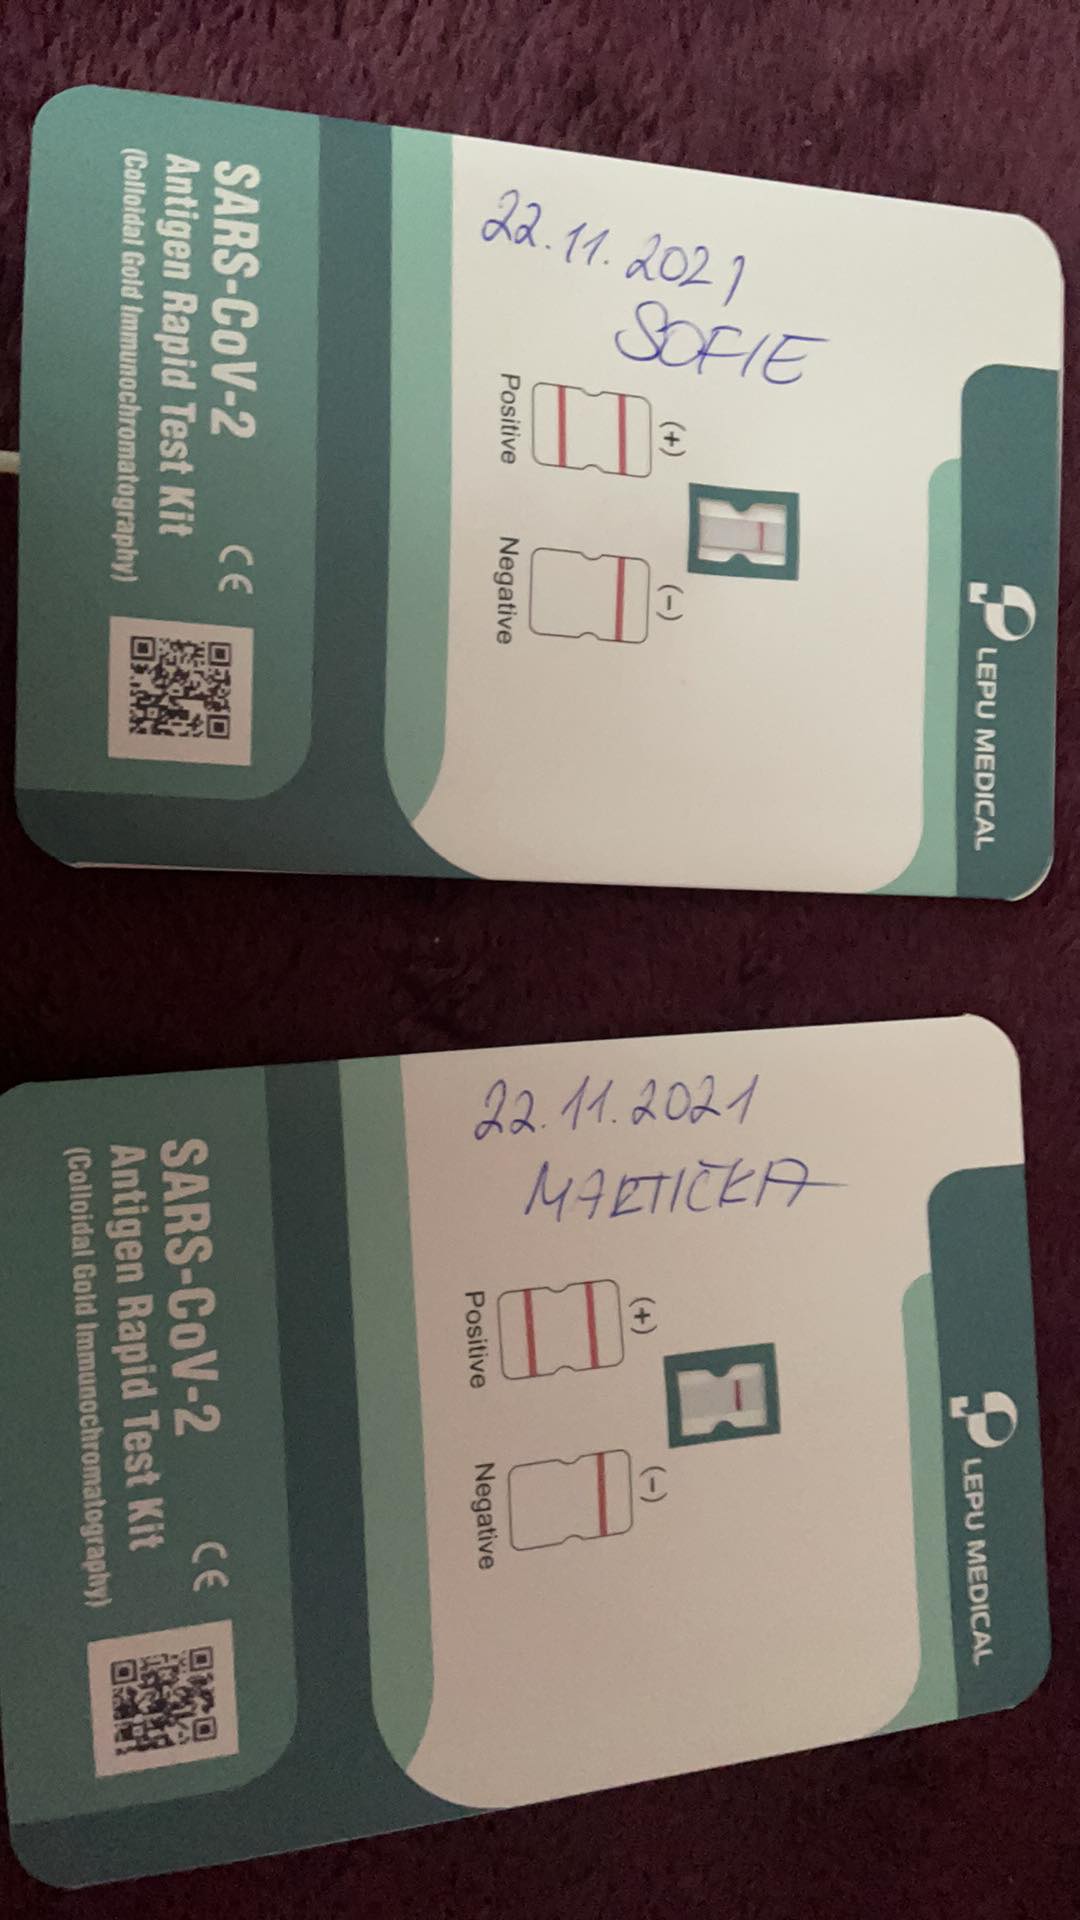 22.11.2021
SOFIE
(+)
Positive
(-)
Negative
LEPU MEDICAL
SARS-CoV-2
Antigen Rapid Test Kit
(Colloidal Gold Immunochromatography)
CE
22.11.2021
MARTIČKA
(+)
Positive
(-)
Negative
LEPU MEDICAL
SARS-CoV-2
Antigen Rapid Test Kit
(Colloidal Gold Immunochromatography)
CE